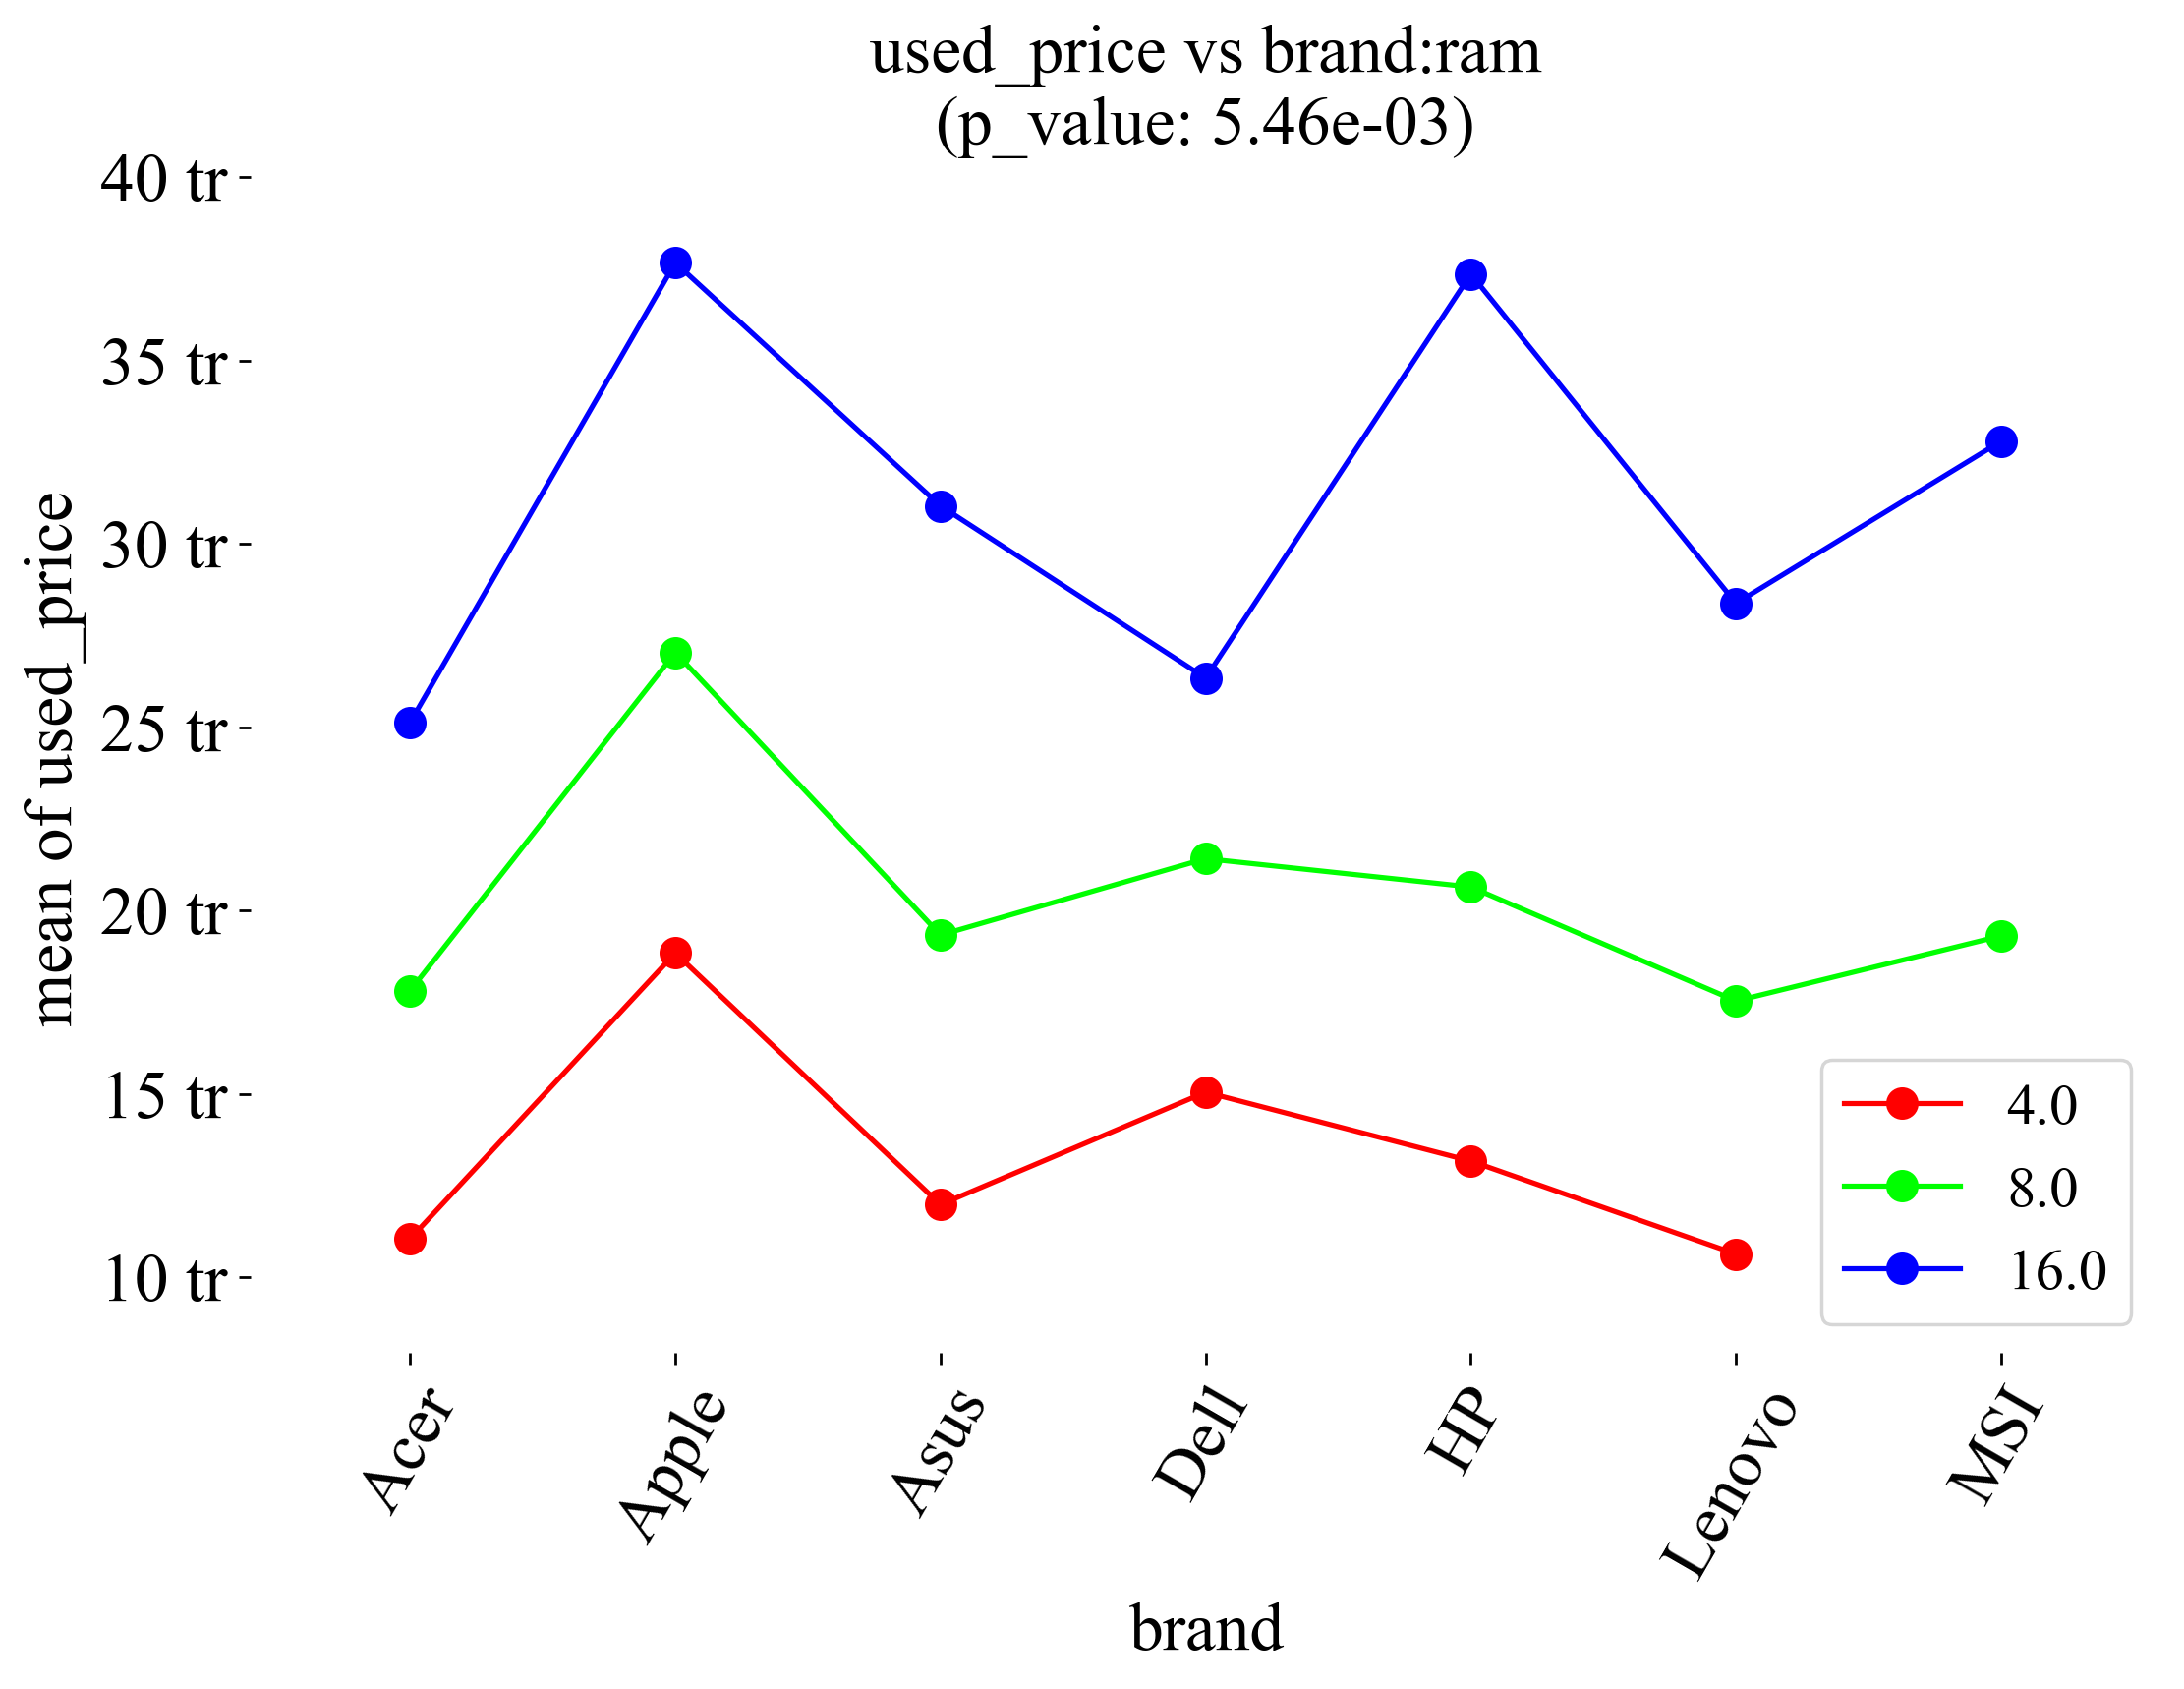 used_price vs brand:ram
(p_value: 5.46e-03)
mean of used_price
40 tr
35 tr
30 tr
25 tr
20 tr
15 tr
10 tr
4.0
8.0
16.0
Acer
Apple
Asus
Dell
HP
Lenovo
MSI
brand